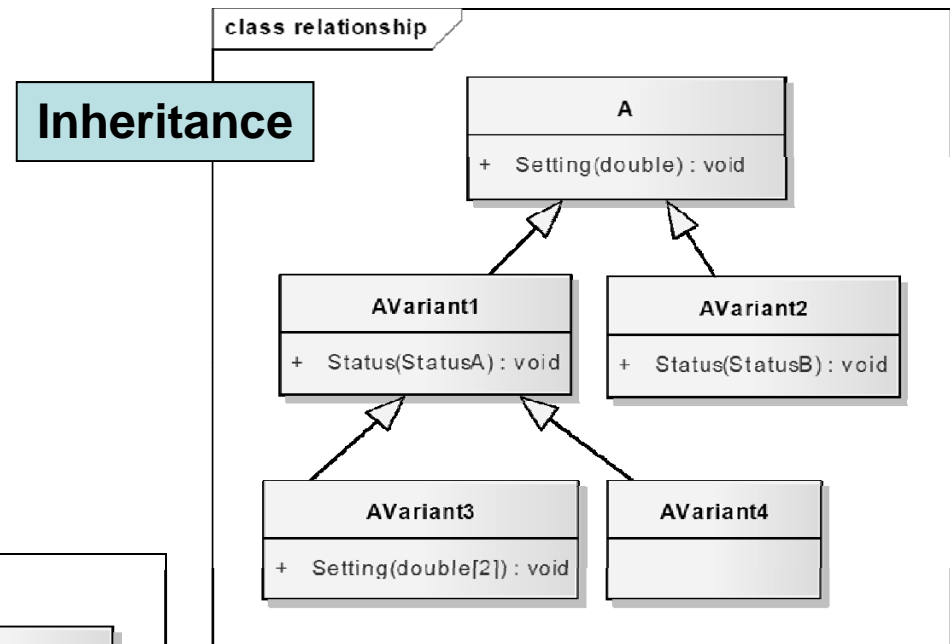 class relationship
Inheritance
A
+ Setting(double) : void
AVariant1
+ Status(StatusA) : void
AVariant2
+ Status(StatusB) : void
AVariant3
+ Setting(double[2]) : void
AVariant4